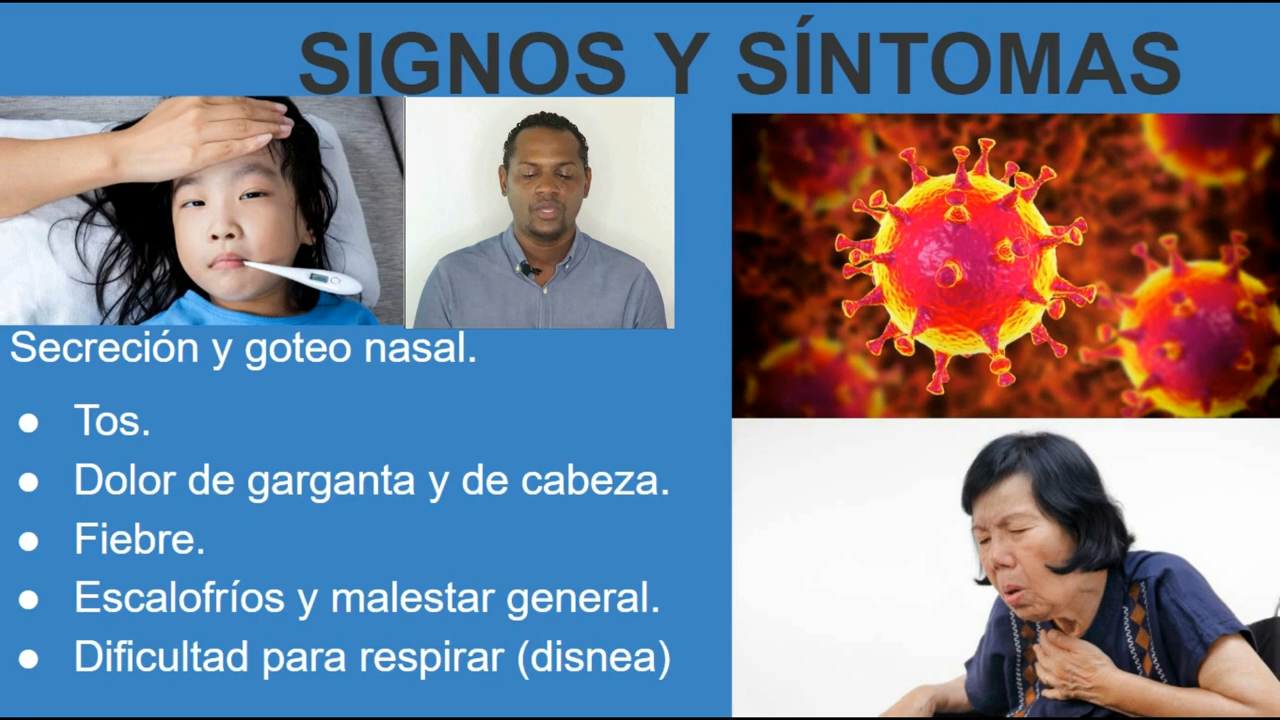 SIGNOS Y SÍNTOMAS
Secreción y goteo nasal.
● Tos.
● Dolor de garganta y de cabeza.
● Fiebre.
● Escalofríos y malestar general.
● Dificultad para respirar (disnea)